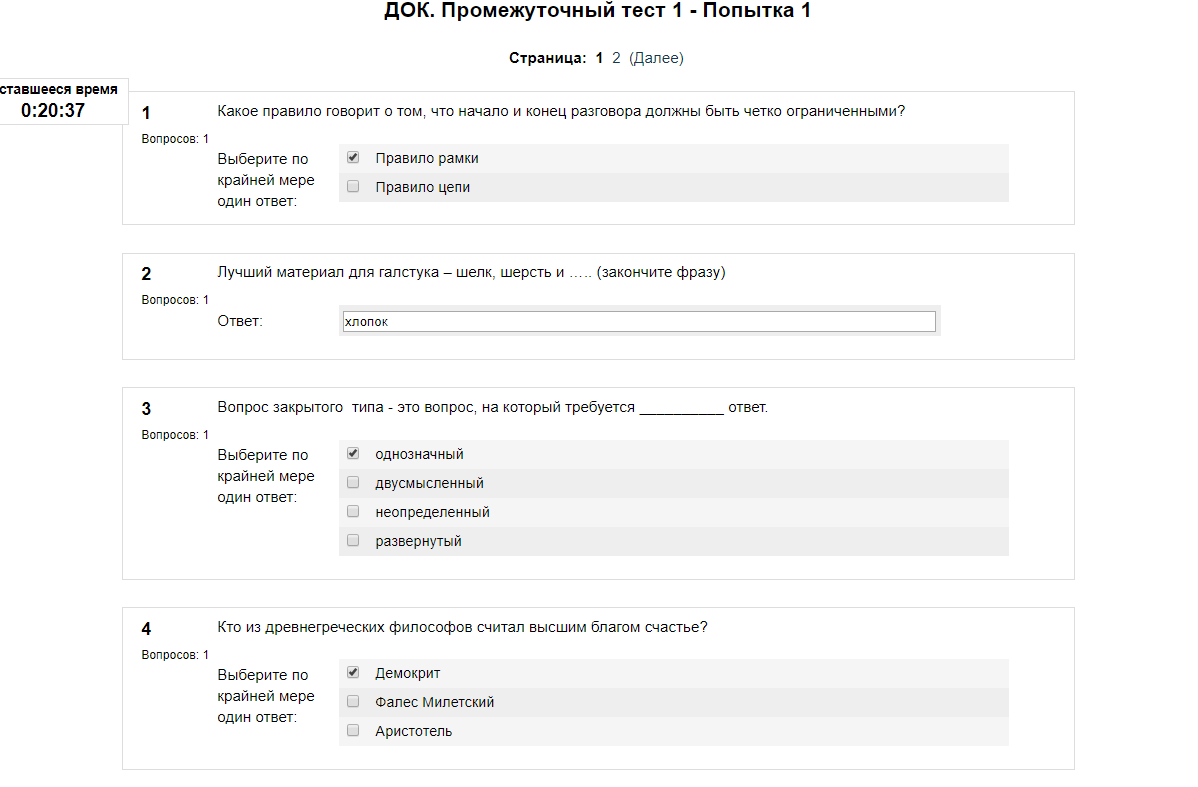 ДОК. Промежуточный тест 1 - Попытка 1
Страница: 1 2 (Далее)
ставшееся время
0:20:37
1
Какое правило говорит о том, что начало и конец разговора должны быть четко ограниченными?
Вопросов: 1
Выберите по
крайней мере
один ответ:
Правило рамки
Правило цепи
2
Лучший материал для галстука – шелк, шерсть и ….. (закончите фразу)
Вопросов: 1
Ответ:
хлопок
3
Вопрос закрытого типа - это вопрос, на который требуется __________ ответ.
Вопросов: 1
Выберите по
крайней мере
один ответ:
однозначный
двусмысленный
неопределенный
развернутый
4
Кто из древнегреческих философов считал высшим благом счастье?
Вопросов: 1
Выберите по
крайней мере
один ответ:
Демокрит
Фалес Милетский
Аристотель